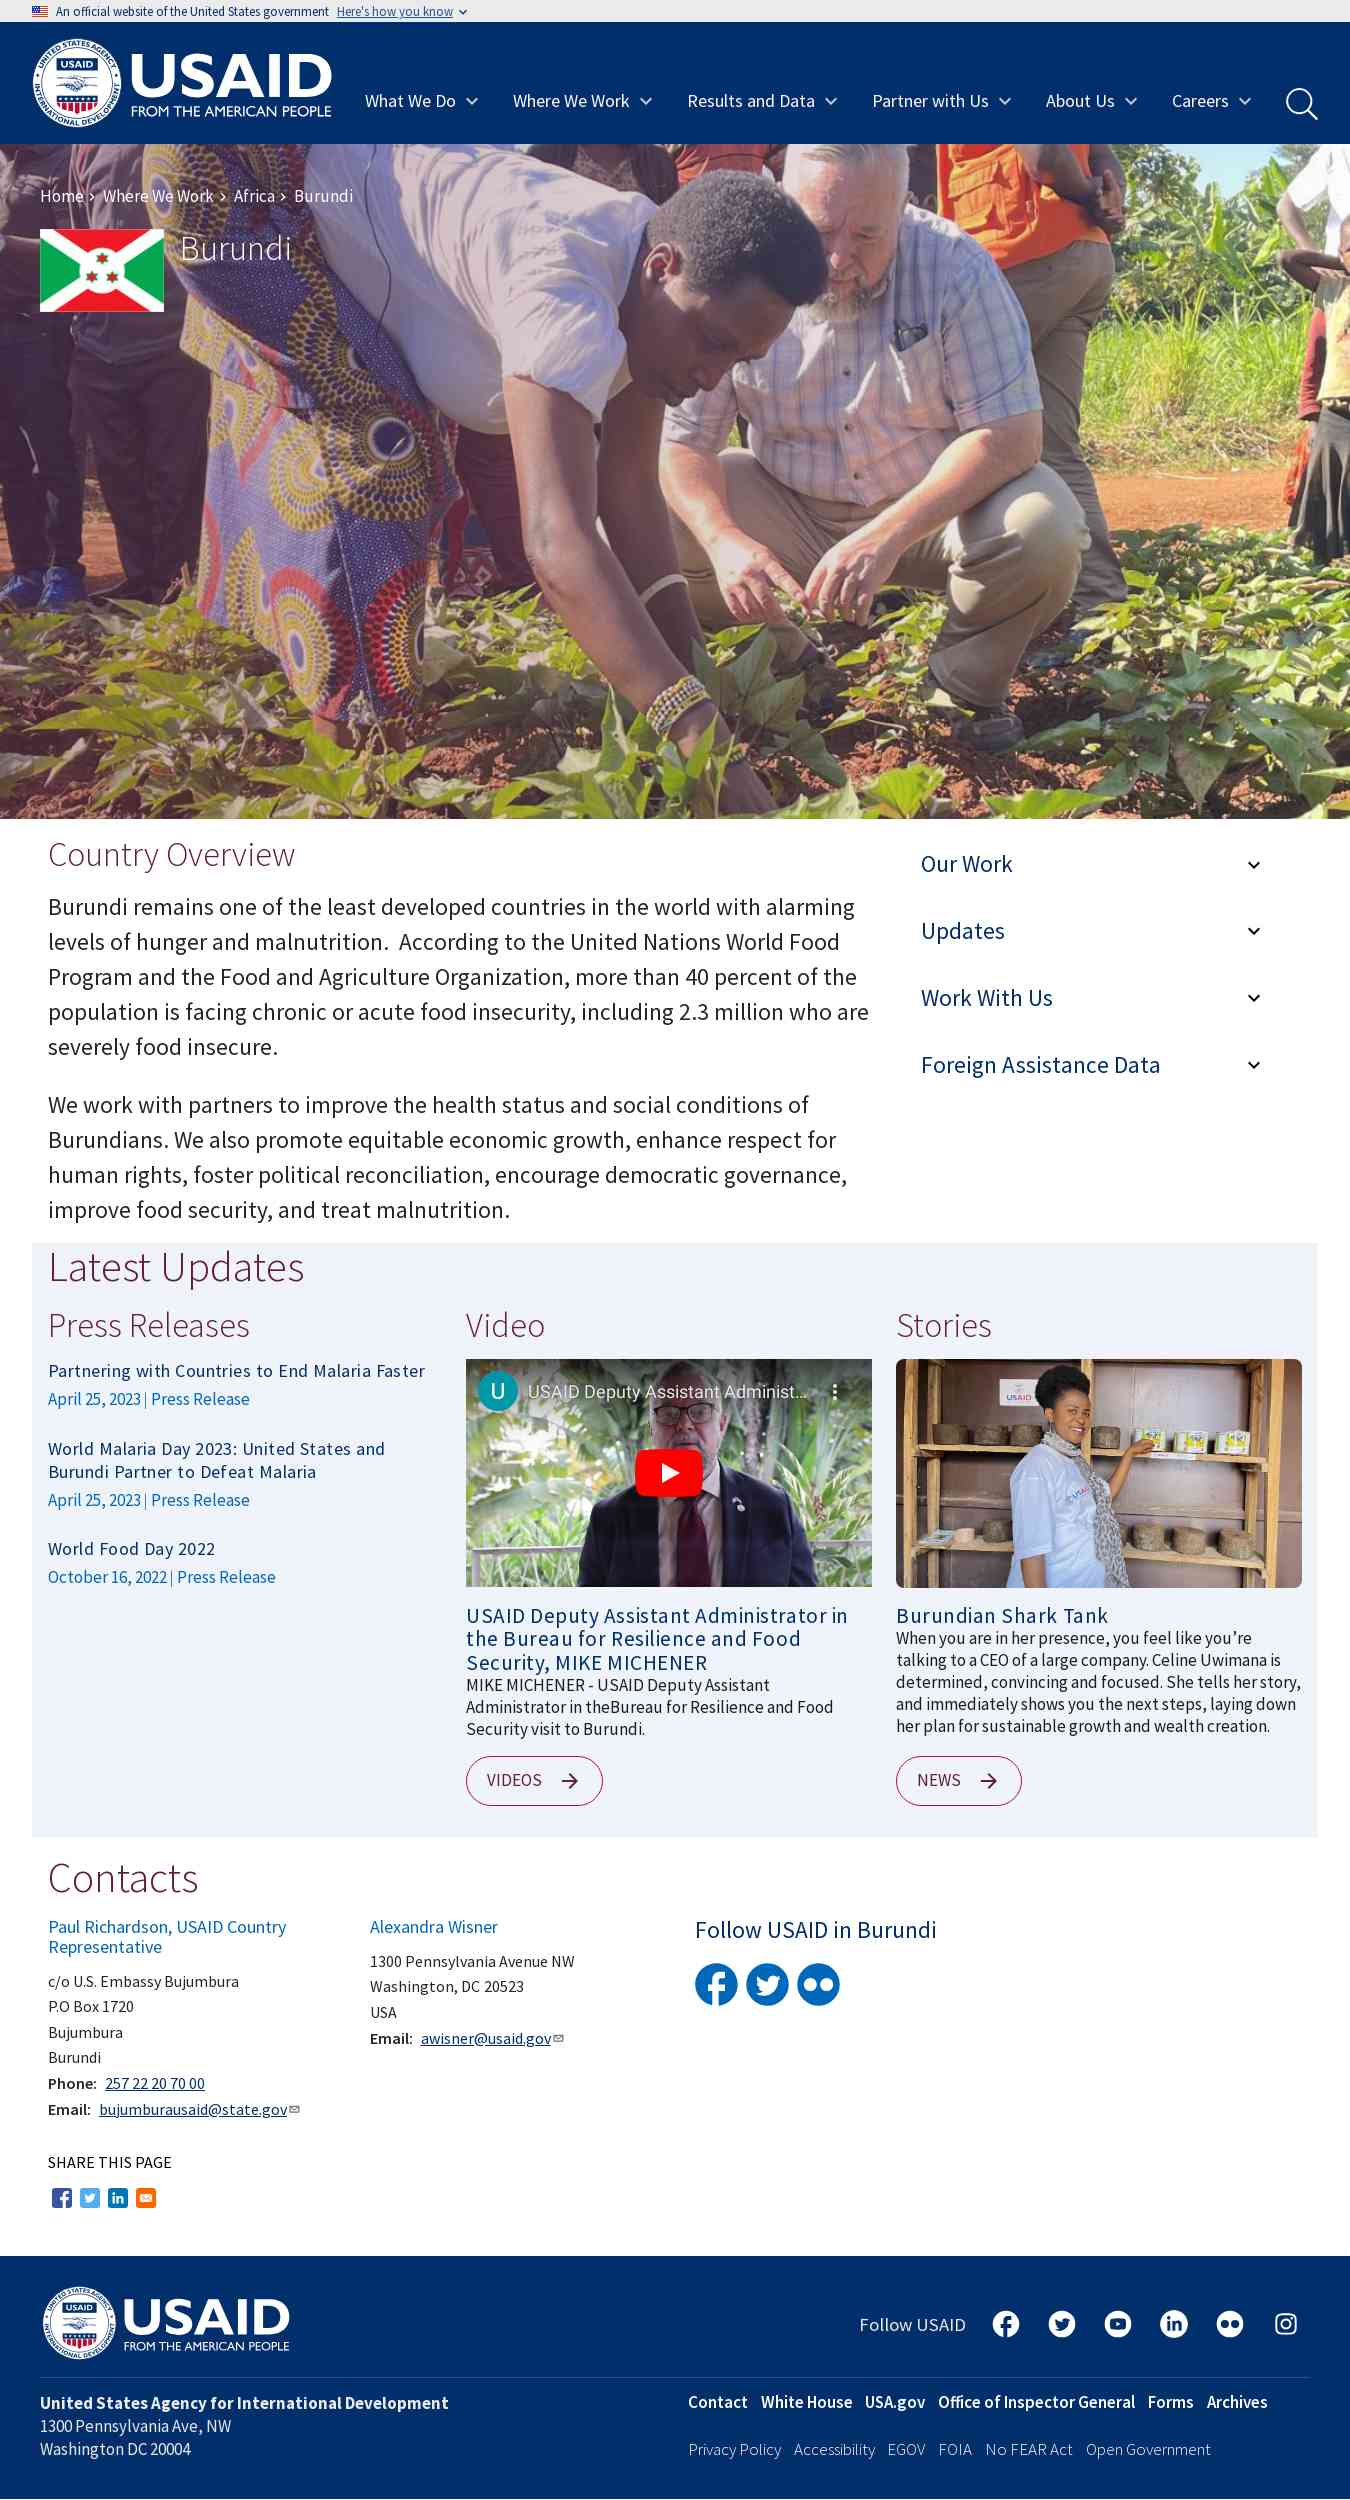 An official website of the United States government Here's how you know
USAID
FROM THE AMERICAN PEOPLE
What We Do
Where We Work
Results and Data
Partner with Us
About Us
Careers
Home
Where We Work
Africa
Burundi
Burundi
Country Overview
Burundi remains one of the least developed countries in the world with alarming
levels of hunger and malnutrition.  According to the United Nations World Food
Program and the Food and Agriculture Organization, more than 40 percent of the
population is facing chronic or acute food insecurity, including 2.3 million who are
severely food insecure.
We work with partners to improve the health status and social conditions of
Burundians. We also promote equitable economic growth, enhance respect for
human rights, foster political reconciliation, encourage democratic governance,
improve food security, and treat malnutrition.
Our Work
Updates
Work With Us
Foreign Assistance Data
Latest Updates
Press Releases
Partnering with Countries to End Malaria Faster
April 25, 2023 | Press Release
World Malaria Day 2023: United States and
Burundi Partner to Defeat Malaria
April 25, 2023 | Press Release
World Food Day 2022
October 16, 2022 | Press Release
Video
U
USAID Deputy Assistant Administ...
USAID Deputy Assistant Administrator in
the Bureau for Resilience and Food
Security, MIKE MICHENER
MIKE MICHENER - USAID Deputy Assistant
Administrator in theBureau for Resilience and Food
Security visit to Burundi.
VIDEOS
Stories
USAID
Burundian Shark Tank
When you are in her presence, you feel like you’re
talking to a CEO of a large company. Celine Uwimana is
determined, convincing and focused. She tells her story,
and immediately shows you the next steps, laying down
her plan for sustainable growth and wealth creation.
NEWS
Contacts
Paul Richardson, USAID Country
Representative
c/o U.S. Embassy Bujumbura
P.O Box 1720
Bujumbura
Burundi
Phone: 257 22 20 70 00
Email: bujumburausaid@state.gov
Alexandra Wisner
1300 Pennsylvania Avenue NW
Washington, DC 20523
USA
Email: awisner@usaid.gov
Follow USAID in Burundi
SHARE THIS PAGE
USAID
FROM THE AMERICAN PEOPLE
Follow USAID
United States Agency for International Development
1300 Pennsylvania Ave, NW
Washington DC 20004
Contact White House USA.gov Office of Inspector General Forms Archives
Privacy Policy Accessibility EGOV FOIA No FEAR Act Open Government